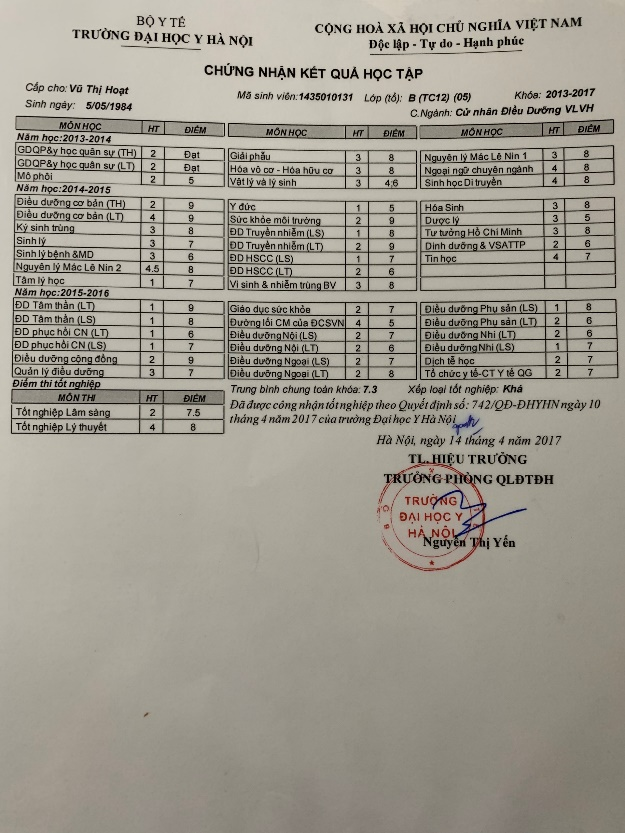 BỘ Y TẾ
TRƯỜNG ĐẠI HỌC Y HÀ NỘI
CỘNG HOÀ XÃ HỘI CHỦ NGHĨA VIỆT NAM
Độc lập - Tự do - Hạnh phúc
CHỨNG NHẬN KẾT QUẢ HỌC TẬP
Cấp cho: Vũ Thị Hoạt
Mã sinh viên:1435010131 Lớp (tổ): B (TC12) (05) Khóa: 2013-2017
Sinh ngày: 5/05/1984
C.Ngành: Cử nhân Điều Dưỡng VLVH
MÔN HỌC HT ĐIỂM MÔN HỌC HT ĐIỂM MÔN HỌC HT ĐIỂM
Năm học:2013-2014
GDQP&y học quân sự (TH) 2 Đạt Giải phẫu 3 8 Nguyên lý Mác Lê Nin 1 3 8
GDQP&y học quân sự (LT) 2 Đạt Hóa vô cơ - Hóa hữu cơ 3 8 Ngoại ngữ chuyên ngành 4 8
Mô phôi 2 5 Vật lý và lý sinh 3 4;6 Sinh học Di truyền 4 8
Năm học:2014-2015
Điều dưỡng cơ bản (TH) 2 9 Y đức 1 5 Hóa Sinh 3 8
Điều dưỡng cơ bản (LT) 4 9 Sức khỏe môi trường 2 9 Dược lý 3 5
Ký sinh trùng 3 8 ĐD Truyền nhiễm (LS) 1 8 Tư tưởng Hồ Chí Minh 3 8
Sinh lý 3 7 ĐD Truyền nhiễm (LT) 2 9 Dinh dưỡng & VSATTP 2 6
Sinh lý bệnh &MD 3 6 ĐD HSCC (LS) 1 7 Tin học 4 7
Nguyên lý Mác Lê Nin 2 4.5 8 ĐD HSCC (LT) 2 6
Tâm lý học 1 7 Vi sinh & nhiễm trùng BV 3 8
Năm học:2015-2016
ĐD Tâm thần (LT) 1 9 Giáo dục sức khỏe 2 7 Điều dưỡng Phụ sản (LS) 1 8
ĐD Tâm thần (LS) 1 8 Đường lối CM của ĐCSVN 4 5 Điều dưỡng Phụ sản (LT) 2 6
ĐD phục hồi CN (LT) 1 6 Điều dưỡng Nội (LS) 2 7 Điều dưỡng Nhi (LT) 2 6
ĐD phục hồi CN (LS) 1 7 Điều dưỡng Nội (LT) 2 6 Điều dưỡng Nhi (LS) 1 7
Điều dưỡng cộng đồng 2 9 Điều dưỡng Ngoại (LS) 2 7 Dịch tễ học 2 7
Quản lý điều dưỡng 3 7 Điều dưỡng Ngoại (LT) 2 8 Tổ chức y tế-CT Y tế QG 2 7
Điểm thi tốt nghiệp
Trung bình chung toàn khóa: 7.3 Xếp loại tốt nghiệp: Khá
MÔN THI HT ĐIỂM
Tốt nghiệp Lâm sàng 2 7.5
Tốt nghiệp Lý thuyết 4 8
Đã được công nhận tốt nghiệp theo Quyết định số: 742/QĐ-ĐHYHN ngày 10
tháng 4 năm 2017 của trường Đại học Y Hà Nội
Hà Nội, ngày 14 tháng 4 năm 2017
TL. HIỆU TRƯỞNG
TRƯỞNG PHÒNG QLĐTĐH
TRƯỜNG
ĐẠI HỌC Y
HÀ NỘI
Nguyễn Thị Yến